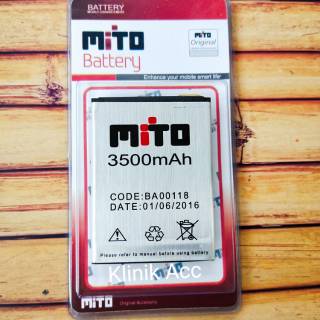 BATTERY
MITO
Battery
MITO
Original
Enhance your mobile smart life!
MITO
3500mAh
CODE:BA00118
DATE:01/06/2016
Please refer to manual before using battery
Klinik Acc
MITO
Original Accessory